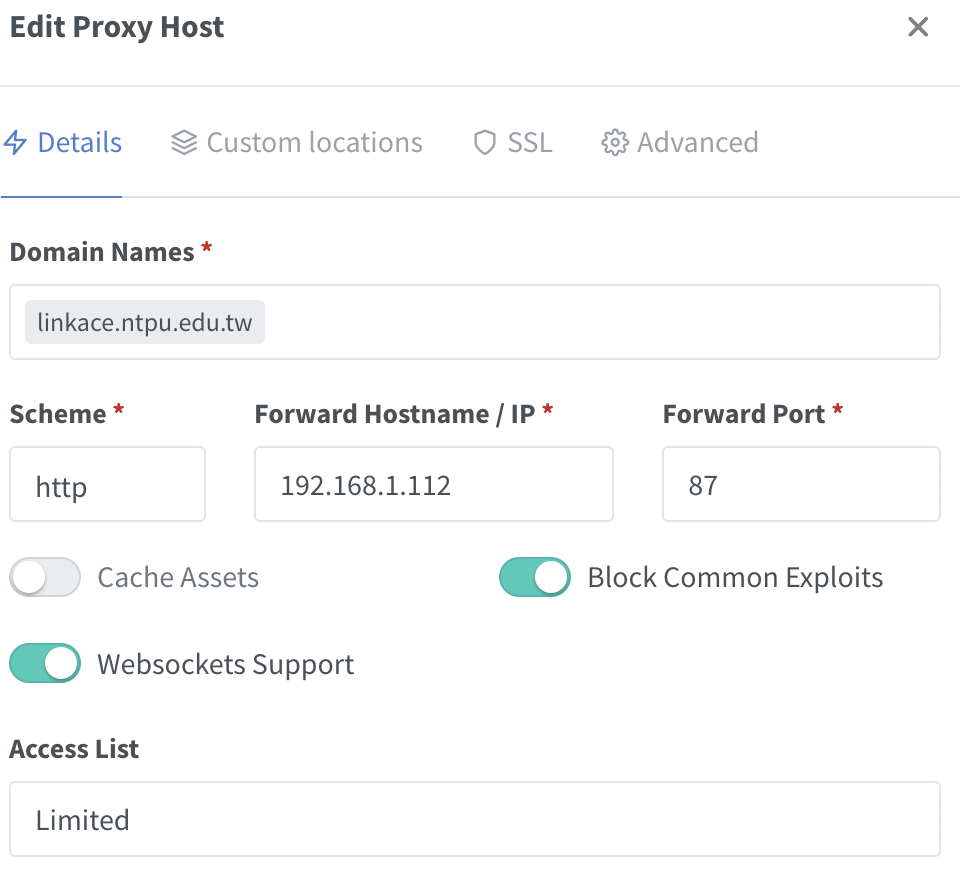 Edit Proxy Host
Details Custom locations SSL Advanced
Domain Names *
linkace.ntpu.edu.tw
Scheme * Forward Hostname / IP * Forward Port *
http 192.168.1.112 87
Cache Assets Block Common Exploits
Websockets Support
Access List
Limited